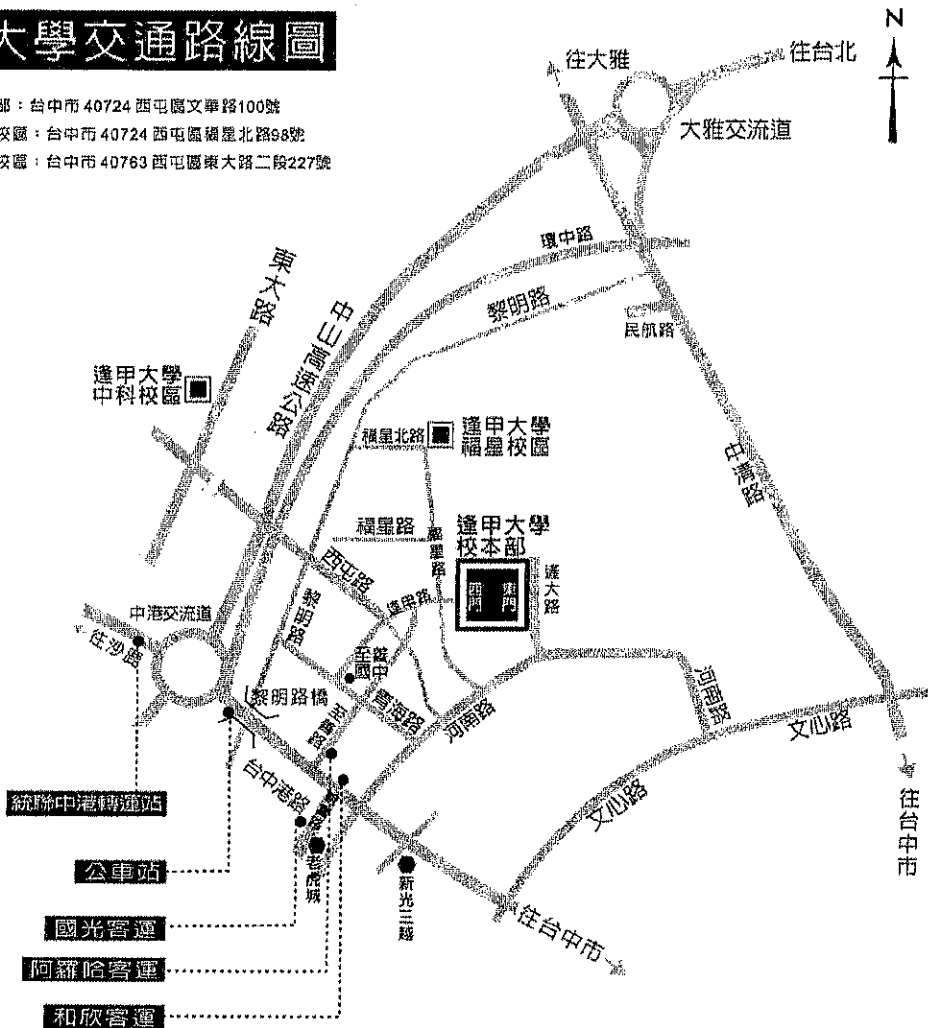 大學交通路線圖
部：台中市 40724 西屯區文華路100號
校區：台中市 40724 西屯區福星北路98號
校區：台中市 40763 西屯區東大路二段227號
N
往大雅
往台北
大雅交流道
環中路
黎明路
民航路
東大路
中山高速公路
逢甲大學
中科校區
福星北路
逢甲大學
福星校區
中清路
福星路
福星路
逢甲大學
校本部
西門
東門
西屯路
逢甲路
逢大路
黎明路
中港交流道
往沙鹿
至國
黎明路橋
青海路
河南路
河南路
文心路
文心路
台中港路
往台中市
統聯中港轉運站
公車站
老虎城
新光三越
往台中市
國光客運
阿羅哈客運
和欣客運